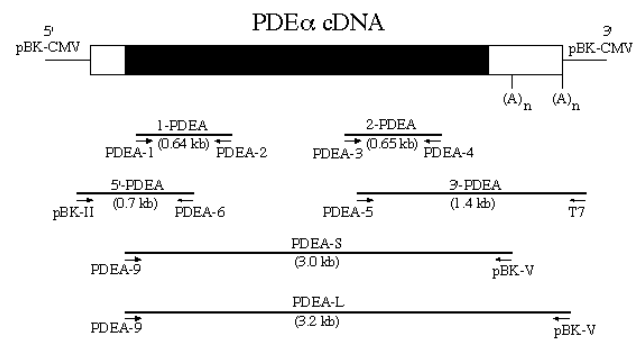 PDEα cDNA
5' 3'
pBK-CMV pBK-CMV
(A)n (A)n
1-PDEA 2-PDEA
(0.64 kb) (0.65 kb)
PDEA-1 PDEA-2 PDEA-3 PDEA-4
5'-PDEA 3'-PDEA
(0.7 kb) (1.4 kb)
pBK-II PDEA-6 PDEA-5 T7
PDEA-S
(3.0 kb)
PDEA-9 pBK-V
PDEA-L
(3.2 kb)
PDEA-9 pBK-V